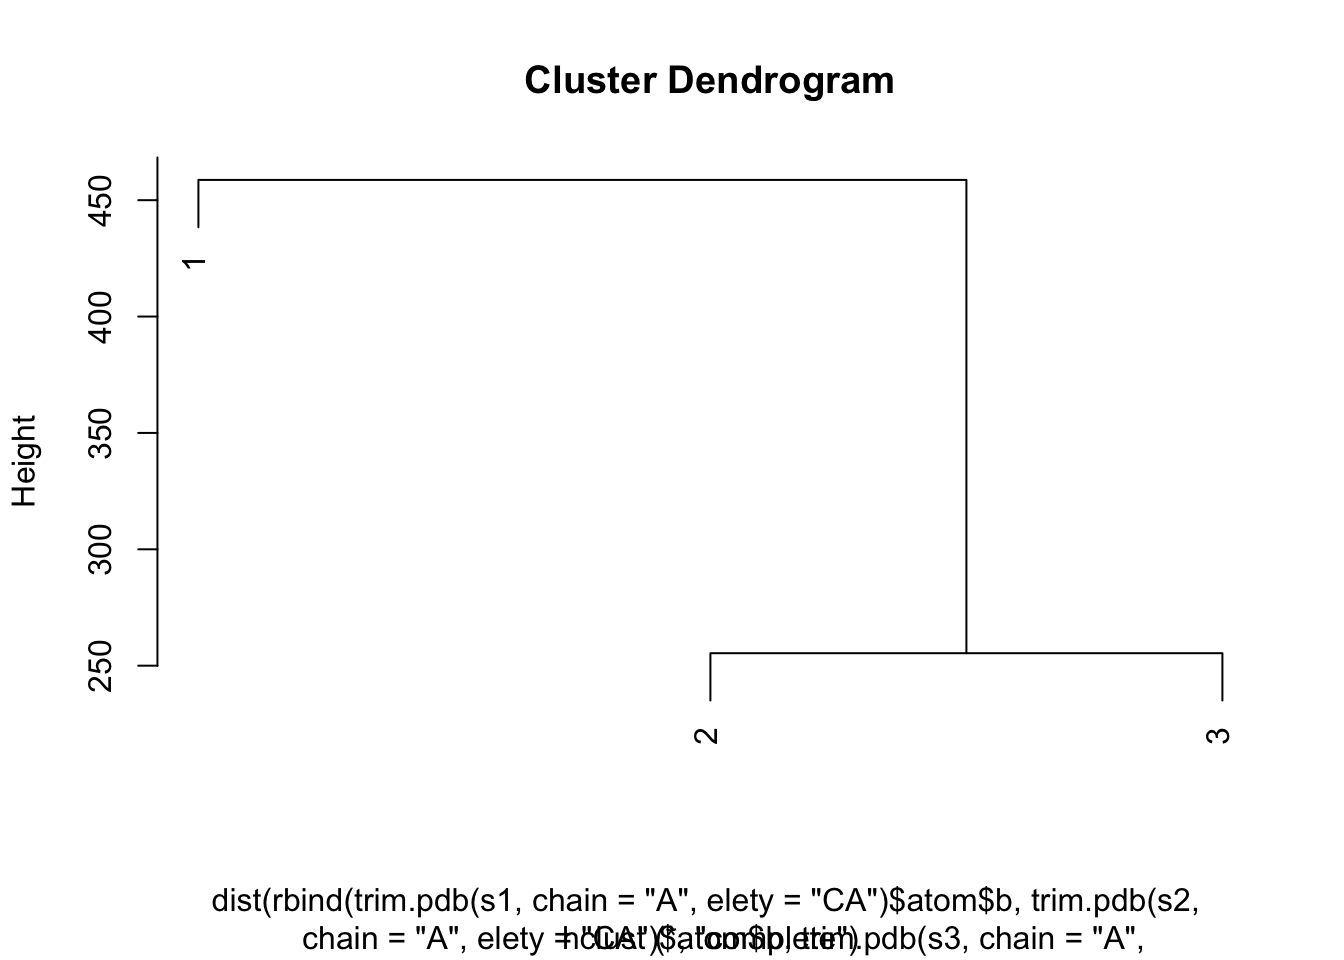 Cluster Dendrogram
450
400
350
300
250
Height
1
2
3
dist(rbind(trim.pdb(s1, chain = "A", elety = "CA")$atom$b, trim.pdb(s2,
chain = "A", elety = "CA")$atom$b, trim.pdb(s3, chain = "A",
hclust (*, "complete")